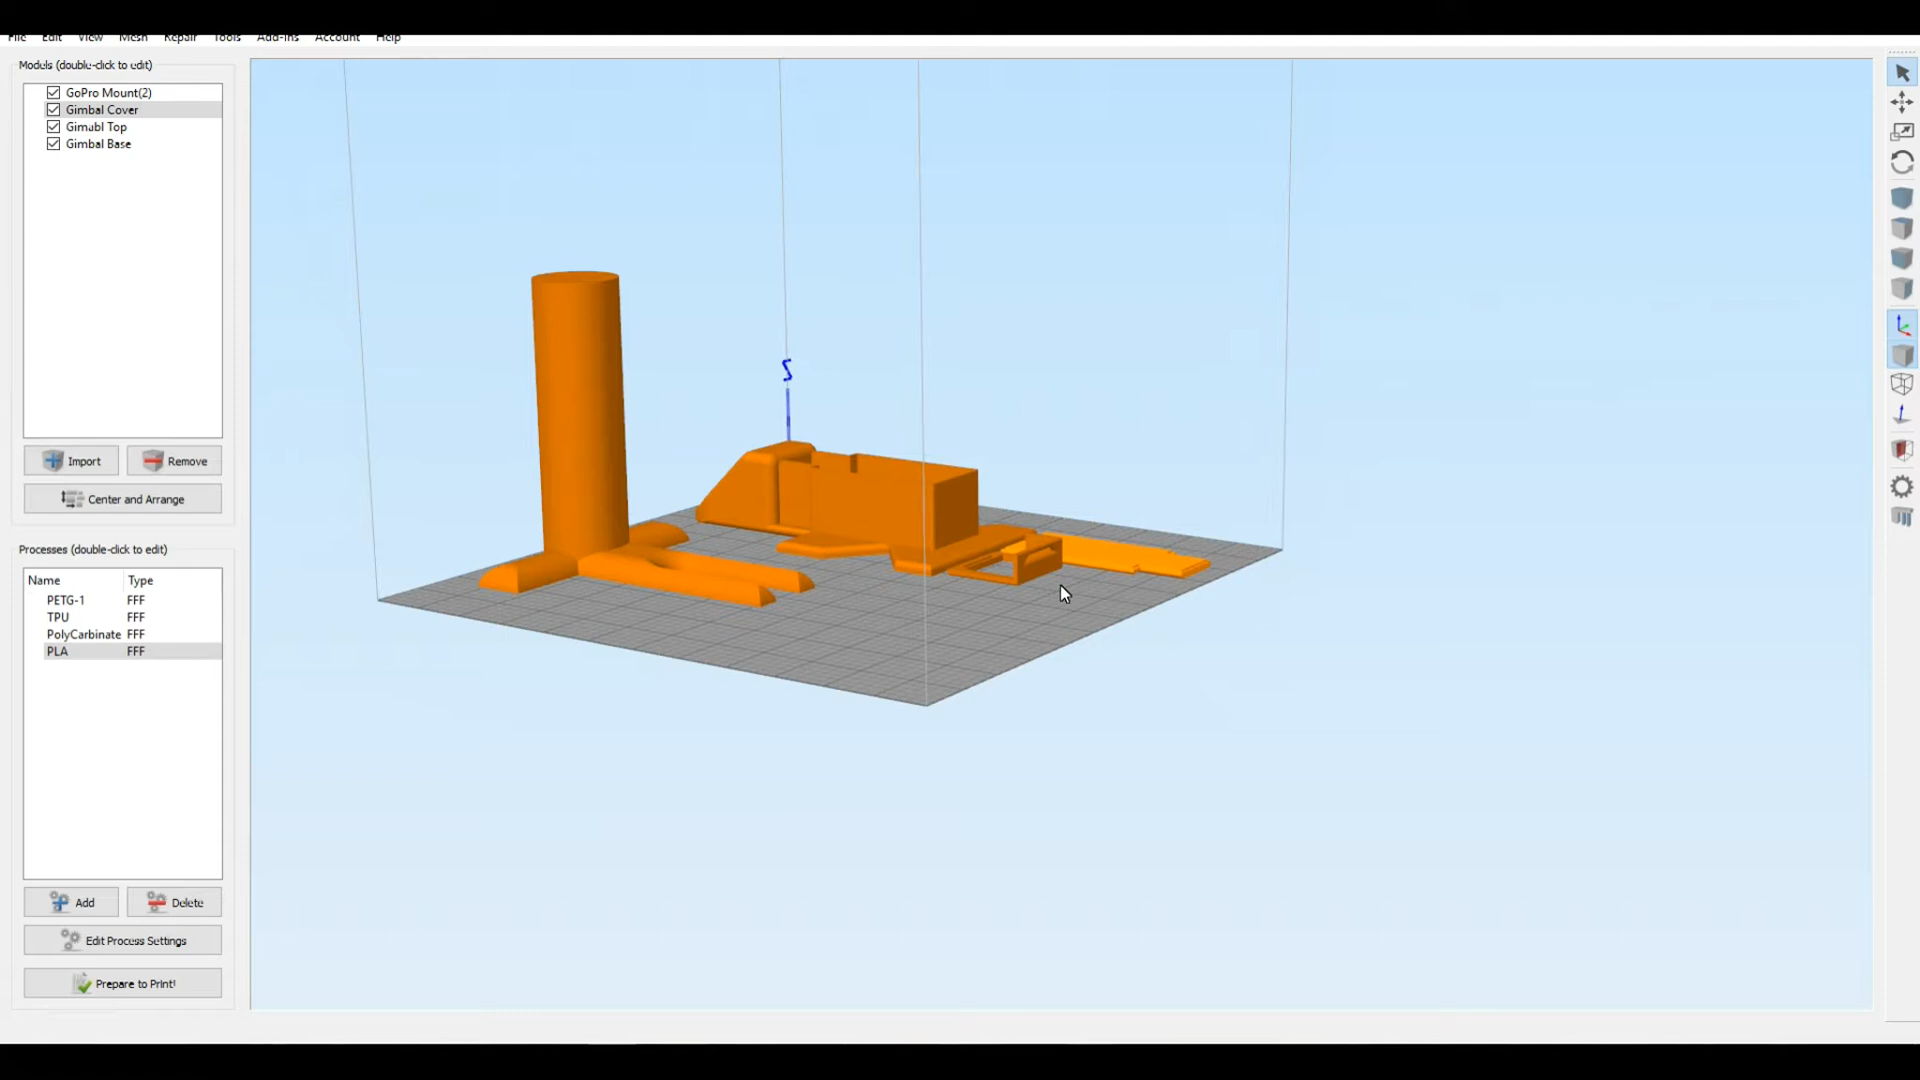 File Edit View Mesh Repair Tools Add-Ins Account Help
Models (double-click to edit)
GoPro Mount(2)
Gimbal Cover
Gimabl Top
Gimbal Base
Import Remove
Center and Arrange
Processes (double-click to edit)
Name Type
PETG-1 FFF
TPU FFF
PolyCarbinate FFF
PLA FFF
Add Delete
Edit Process Settings
Prepare to Print!
Z